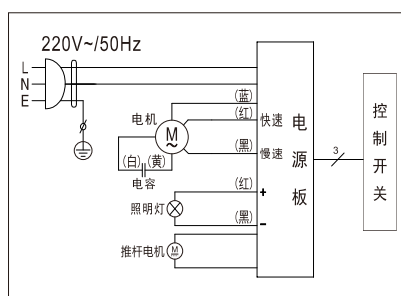 220V~/50Hz
L
N
E
(蓝)
(红)
电机
快速
M
~
(黑)
慢速
(白)
(黄)
电容
(红)
+
照明灯
(黑)
-
推杆电机
M
电源板
3
控制开关